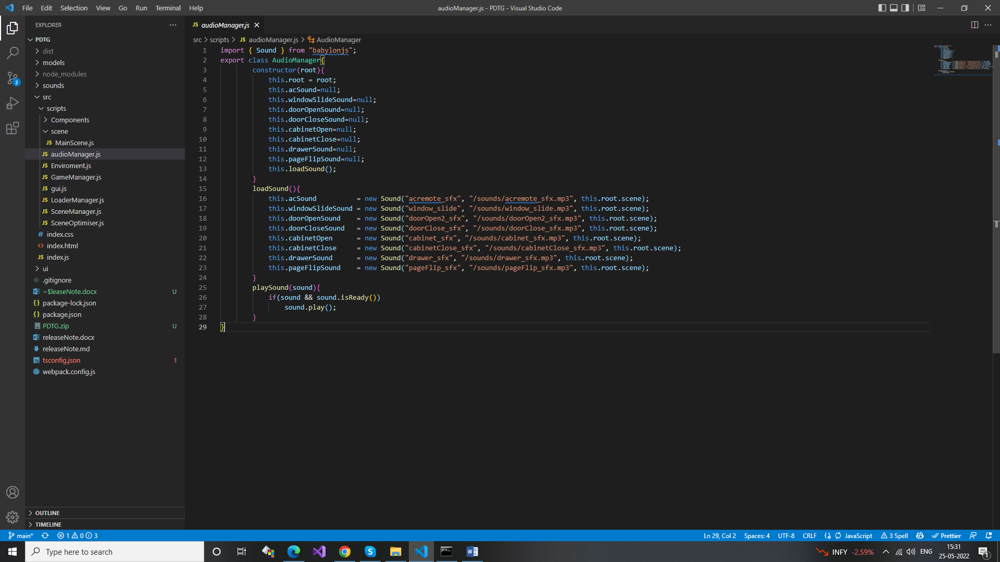 File Edit Selection View Go Run Terminal Help
audioManager.js - PDTG - Visual Studio Code
EXPLORER
PDTG
dist
models
node_modules
sounds
src
scripts
Components
scene
JS MainScene.js
JS audioManager.js
JS Enviroment.js
JS GameManager.js
JS gui.js
JS LoaderManager.js
JS SceneManager.js
JS SceneOptimiser.js
# index.css
<> index.html
JS index.js
ui
.gitignore
~$leaseNote.docx U
{} package-lock.json
{} package.json
PDTG.zip U
releaseNote.docx
releaseNote.md
TS tsconfig.json 1
webpack.config.js
OUTLINE
TIMELINE
2
JS audioManager.js
src > scripts > JS audioManager.js > AudioManager
1 import { Sound } from "babylonjs";
2 export class AudioManager{
3 constructor(root){
4 this.root = root;
5 this.acSound=null;
6 this.windowSlideSound=null;
7 this.doorOpenSound=null;
8 this.doorCloseSound=null;
9 this.cabinetOpen=null;
10 this.cabinetClose=null;
11 this.drawerSound=null;
12 this.pageFlipSound=null;
13 this.loadSound();
14 }
15 loadSound(){
16 this.acSound = new Sound("acremote_sfx", "/sounds/acremote_sfx.mp3", this.root.scene);
17 this.windowSlideSound = new Sound("window_slide", "/sounds/window_slide.mp3", this.root.scene);
18 this.doorOpenSound = new Sound("doorOpen2_sfx", "/sounds/doorOpen2_sfx.mp3", this.root.scene);
19 this.doorCloseSound = new Sound("doorClose_sfx", "/sounds/doorClose_sfx.mp3", this.root.scene);
20 this.cabinetOpen = new Sound("cabinet_sfx", "/sounds/cabinet_sfx.mp3", this.root.scene);
21 this.cabinetClose = new Sound("cabinetClose_sfx", "/sounds/cabinetClose_sfx.mp3", this.root.scene);
22 this.drawerSound = new Sound("drawer_sfx", "/sounds/drawer_sfx.mp3", this.root.scene);
23 this.pageFlipSound = new Sound("pageFlip_sfx", "/sounds/pageFlip_sfx.mp3", this.root.scene);
24 }
25 playSound(sound){
26 if(sound && sound.isReady())
27 sound.play();
28 }
29 }
main* 1 0 3
Ln 29, Col 2 Spaces: 4 UTF-8 CRLF JavaScript 3 Spell Prettier
Type here to search
INFY -2.59% ENG
15:31
25-05-2022
1